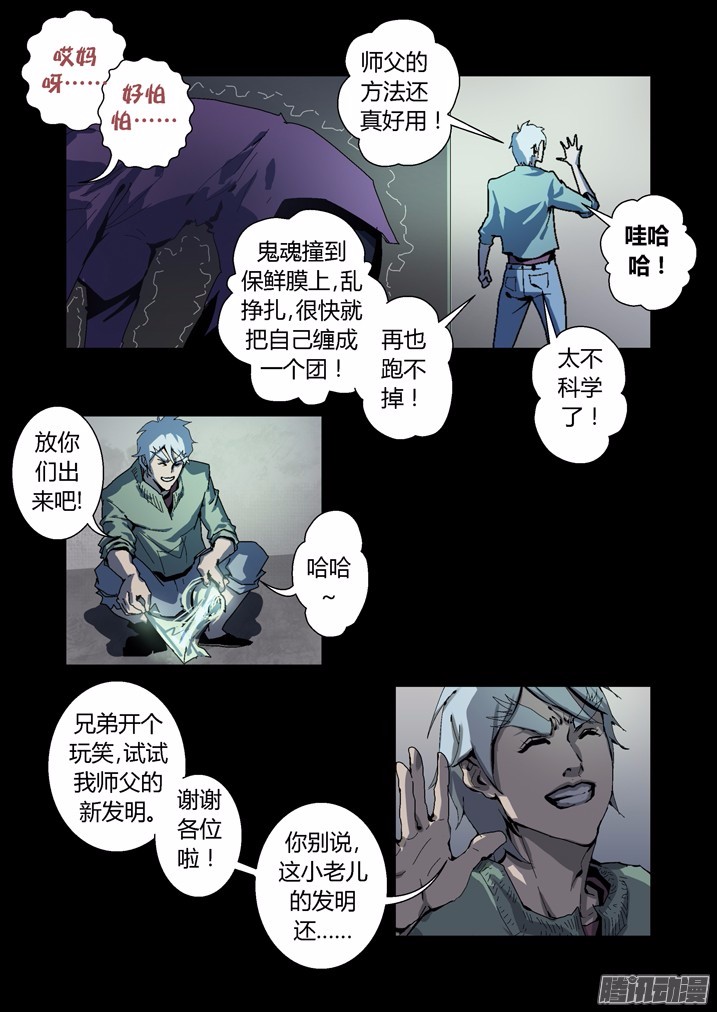 哎妈
呀……
好怕
怕……
师父的
方法还
真好用！
哇哈
哈！
鬼魂撞到
保鲜膜上，乱
挣扎，很快就
把自己缠成
一个团！
再也
跑不
掉！
太不
科学
了！
放你
们出
来吧！
哈哈
~
兄弟开个
玩笑，试试
我师父的
新发明。
谢谢
各位
啦！
你别说，
这小老儿
的发明
还……
腾讯动漫